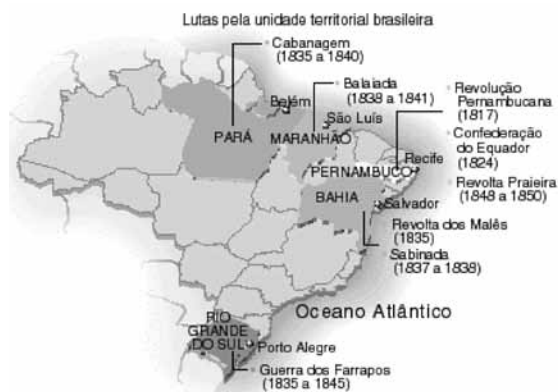 Lutas pela unidade territorial brasileira
Cabanagem
(1835 a 1840)
Balaiada
(1838 a 1841)
Revolução
Pernambucana
(1817)
Belém
São Luís
PARÁ
MARANHÃO
Confederação
do Equador
(1824)
Recife
PERNAMBUCO
Revolta Praieira
(1848 a 1850)
BAHIA
Salvador
Revolta dos Malês
(1835)
Sabinada
(1837 a 1838)
Oceano Atlântico
RIO
GRANDE
DO SUL
Porto Alegre
Guerra dos Farrapos
(1835 a 1845)